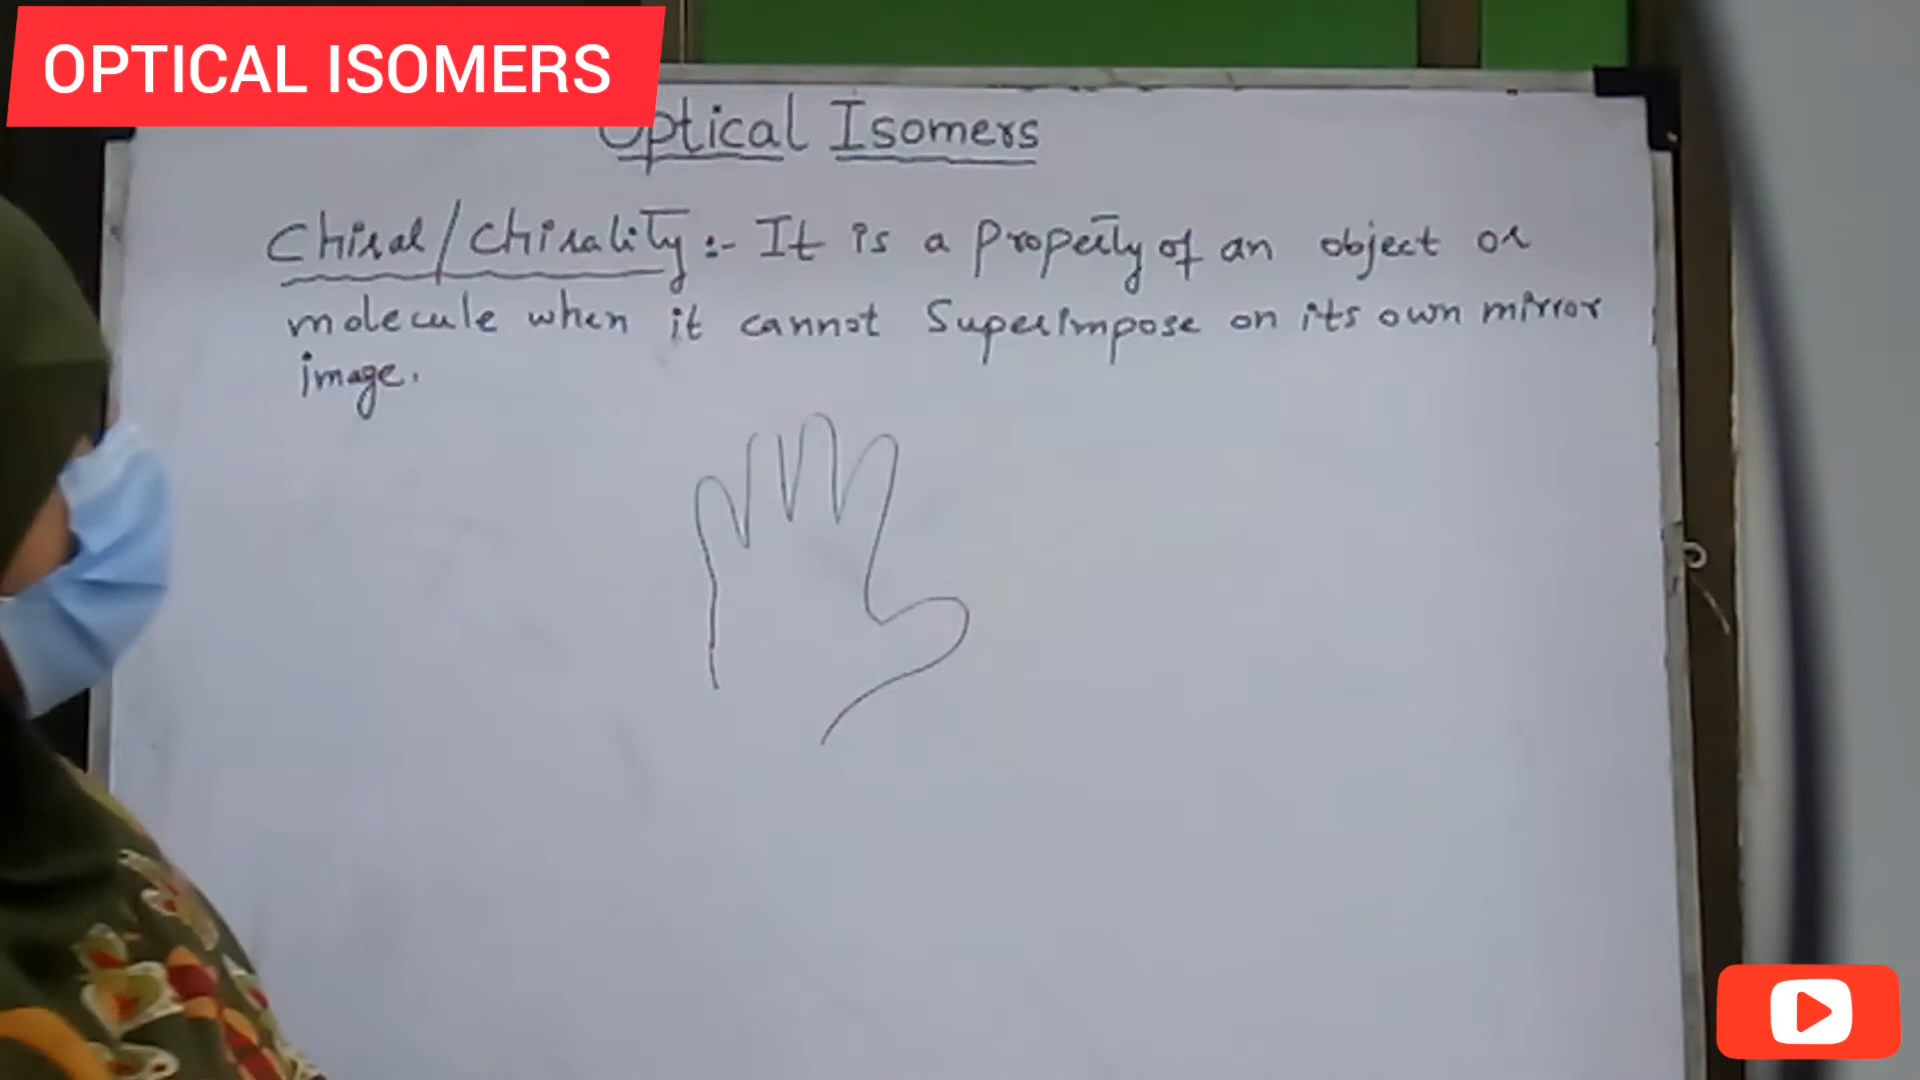 OPTICAL ISOMERS
Optical Isomers
Chiral/Chirality:- It is a Property of an object or
molecule when it cannot Superimpose on its own mirror
image.